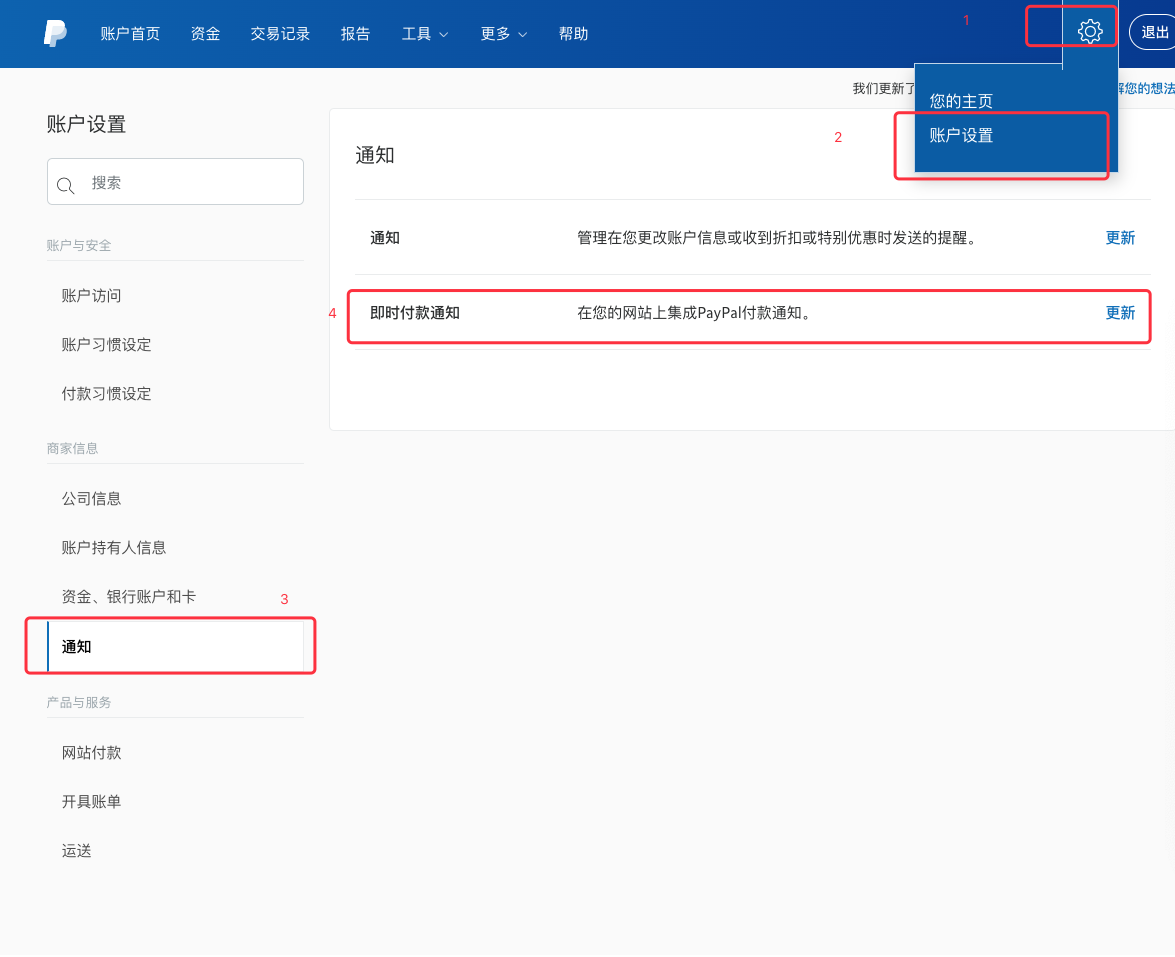 账户首页 资金 交易记录 报告 工具 更多 帮助 1 退出
我们更新了 解您的想法
您的主页
账户设置
2
账户设置
搜索
账户与安全
账户访问
账户习惯设定
付款习惯设定
商家信息
公司信息
账户持有人信息
资金、银行账户和卡
3
通知
产品与服务
网站付款
开具账单
运送
通知
通知 管理在您更改账户信息或收到折扣或特别优惠时发送的提醒。 更新
4 即时付款通知 在您的网站上集成PayPal付款通知。 更新